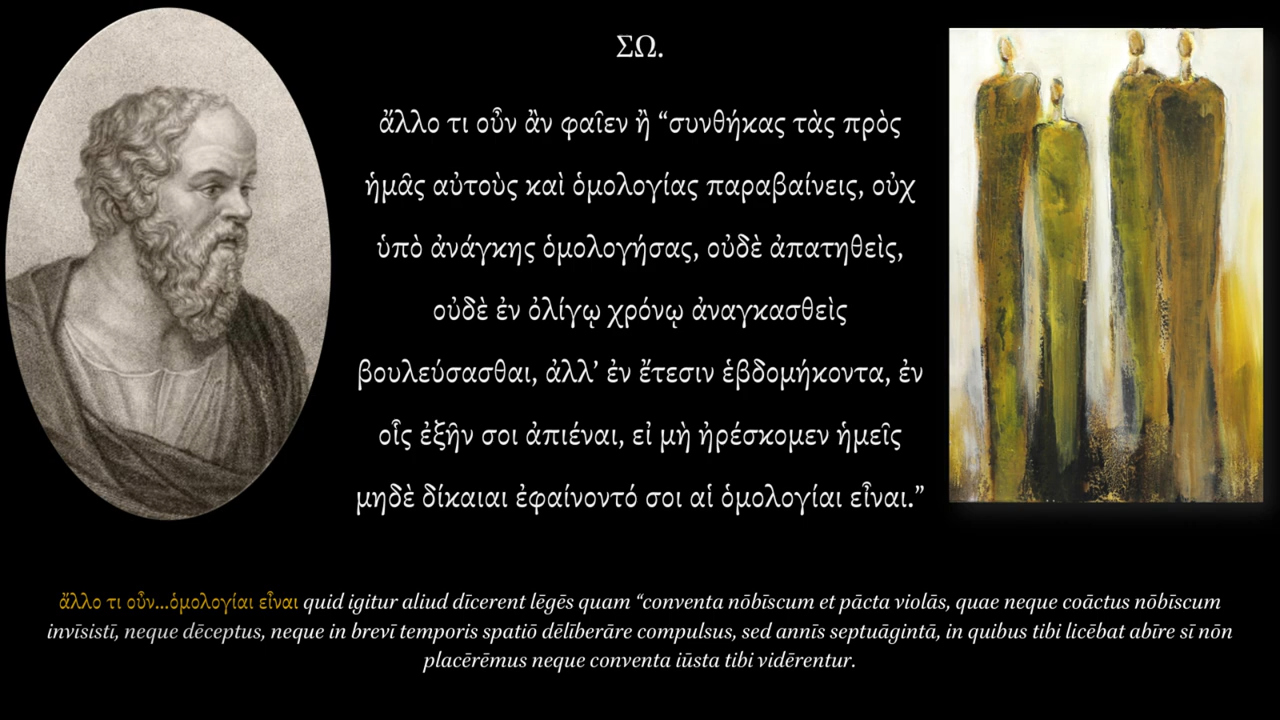 ΣΩ.
ἄλλο τι οὖν ἂν φαῖεν ἢ “συνθήκας τὰς πρὸς
ἡμᾶς αὐτοὺς καὶ ὁμολογίας παραβαίνεις, οὐχ
ὑπὸ ἀνάγκης ὁμολογήσας, οὐδὲ ἀπατηθεὶς,
οὐδὲ ἐν ὀλίγῳ χρόνῳ ἀναγκασθεὶς
βουλεύσασθαι, ἀλλ’ ἐν ἔτεσιν ἑβδομήκοντα, ἐν
οἷς ἐξῆν σοι ἀπιέναι, εἰ μὴ ἠρέσκομεν ἡμεῖς
μηδὲ δίκαιαι ἐφαίνοντό σοι αἱ ὁμολογίαι εἶναι.”
ἄλλο τι οὖν...ὁμολογίαι εἶναι quid igitur aliud dīcerent lēgēs quam “conventa nōbīscum et pācta violās, quae neque coāctus nōbīscum
invīsistī, neque dēceptus, neque in brevī temporis spatiō dēlīberāre compulsus, sed annīs septuāgintā, in quibus tibi licēbat abīre sī nōn
placērēmus neque conventa iūsta tibi vidērentur.